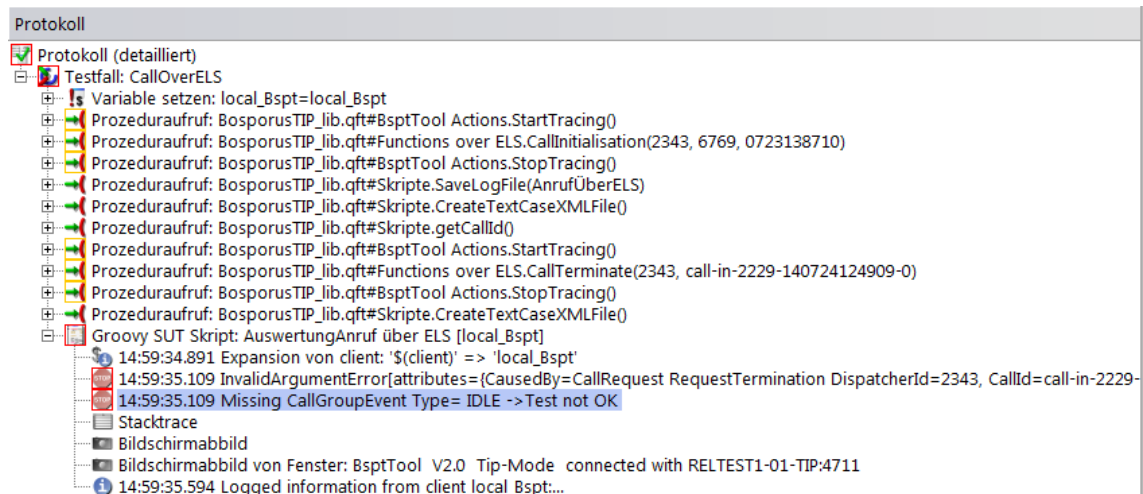 Protokoll
Protokoll (detailliert)
Testfall: CallOverELS
Variable setzen: local_Bspt=local_Bspt
Prozeduraufruf: BosporusTIP_lib.qft#BsptTool Actions.StartTracing()
Prozeduraufruf: BosporusTIP_lib.qft#Functions over ELS.CallInitialisation(2343, 6769, 0723138710)
Prozeduraufruf: BosporusTIP_lib.qft#BsptTool Actions.StopTracing()
Prozeduraufruf: BosporusTIP_lib.qft#Skripte.SaveLogFile(AnrufÜberELS)
Prozeduraufruf: BosporusTIP_lib.qft#Skripte.CreateTextCaseXMLFile()
Prozeduraufruf: BosporusTIP_lib.qft#Skripte.getCallId()
Prozeduraufruf: BosporusTIP_lib.qft#BsptTool Actions.StartTracing()
Prozeduraufruf: BosporusTIP_lib.qft#Functions over ELS.CallTerminate(2343, call-in-2229-140724124909-0)
Prozeduraufruf: BosporusTIP_lib.qft#BsptTool Actions.StopTracing()
Prozeduraufruf: BosporusTIP_lib.qft#Skripte.CreateTextCaseXMLFile()
Groovy SUT Skript: AuswertungAnruf über ELS [local_Bspt]
14:59:34.891 Expansion von client: '$(client)' => 'local_Bspt'
STOP 14:59:35.109 InvalidArgumentError[attributes={CausedBy=CallRequest RequestTermination DispatcherId=2343, CallId=call-in-2229-
STOP 14:59:35.109 Missing CallGroupEvent Type= IDLE ->Test not OK
Stacktrace
Bildschirmabbild
Bildschirmabbild von Fenster: BsptTool V2.0 Tip-Mode connected with RELTEST1-01-TIP:4711
14:59:35.594 Logged information from client local Bspt:...